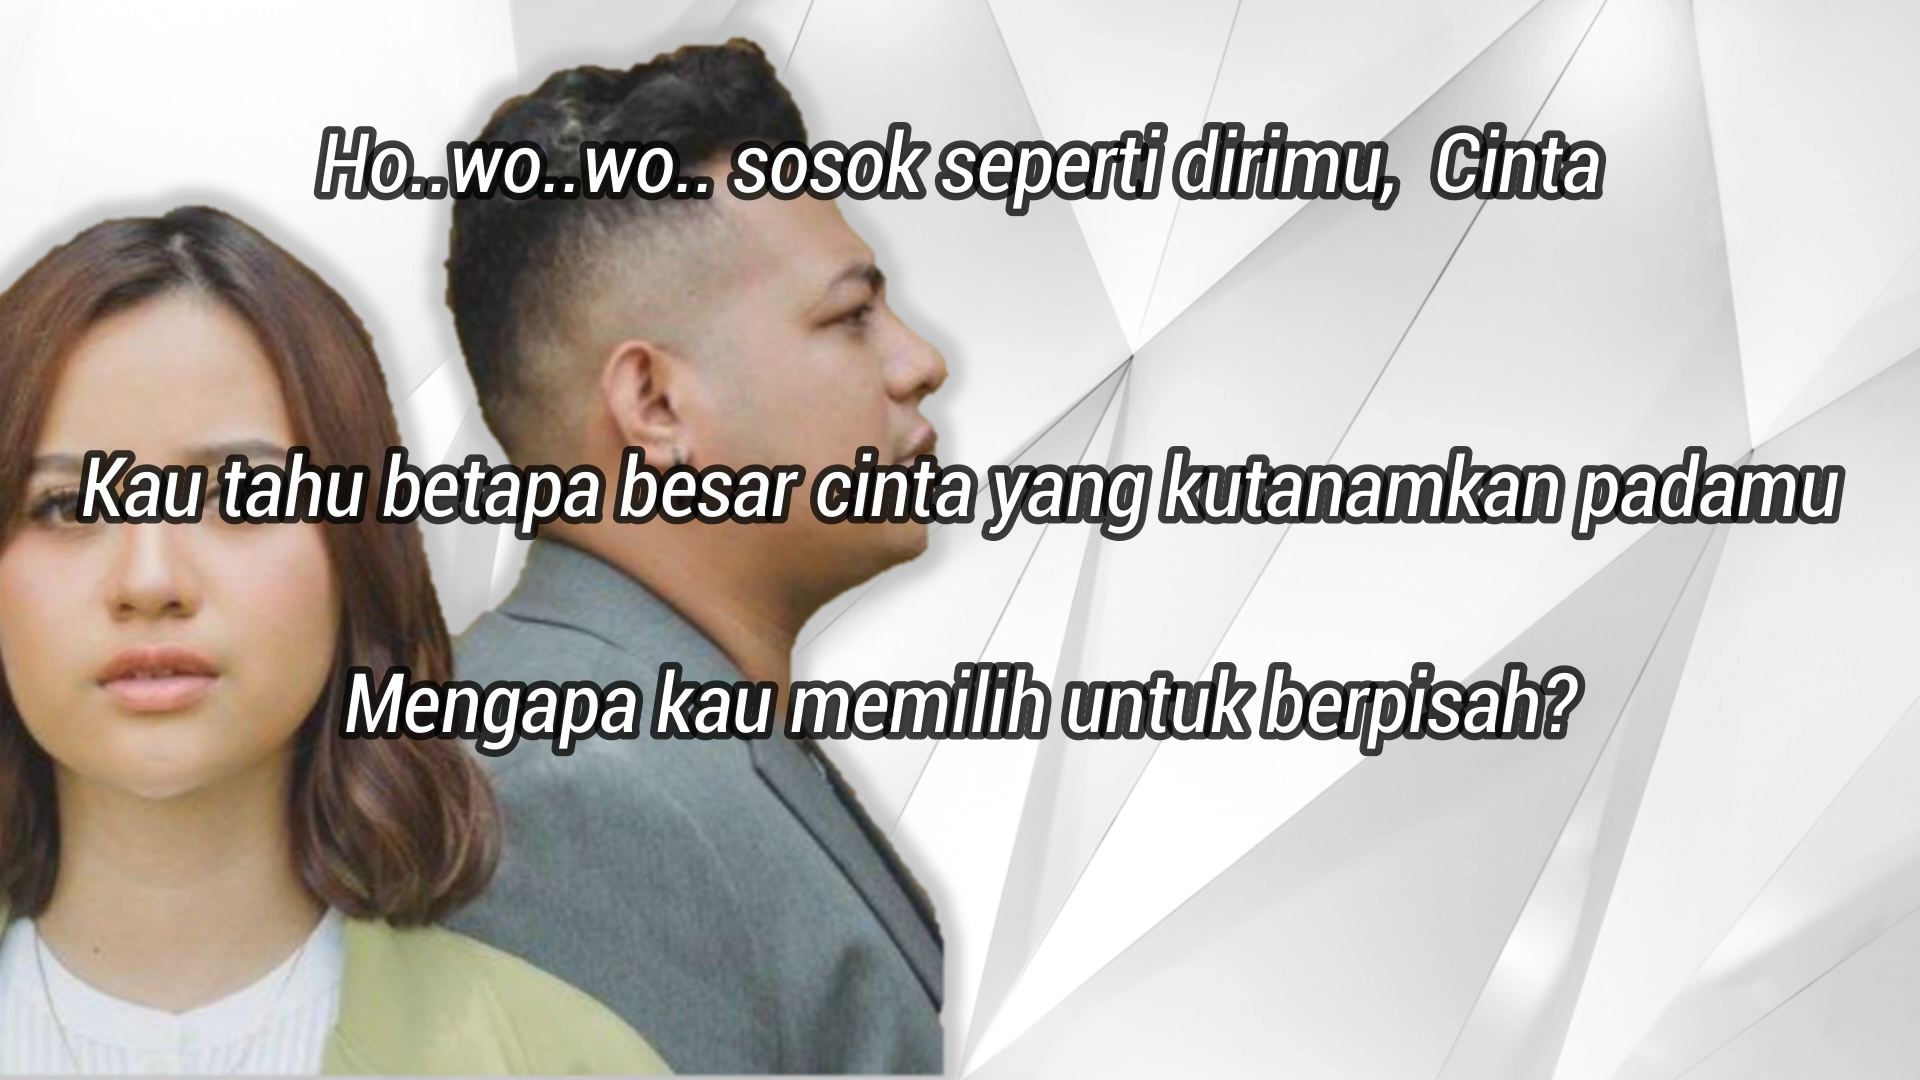 Ho..wo..wo.. sosok seperti dirimu, Cinta
Kau tahu betapa besar cinta yang kutanamkan padamu
Mengapa kau memilih untuk berpisah?